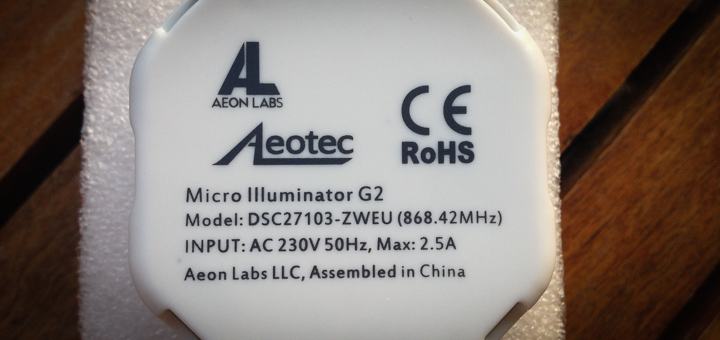 AL
AEON LABS
Aeotec
CE
RoHS
Micro Illuminator G2
Model: DSC27103-ZWEU (868.42MHz)
INPUT: AC 230V 50Hz, Max: 2.5A
Aeon Labs LLC, Assembled in China